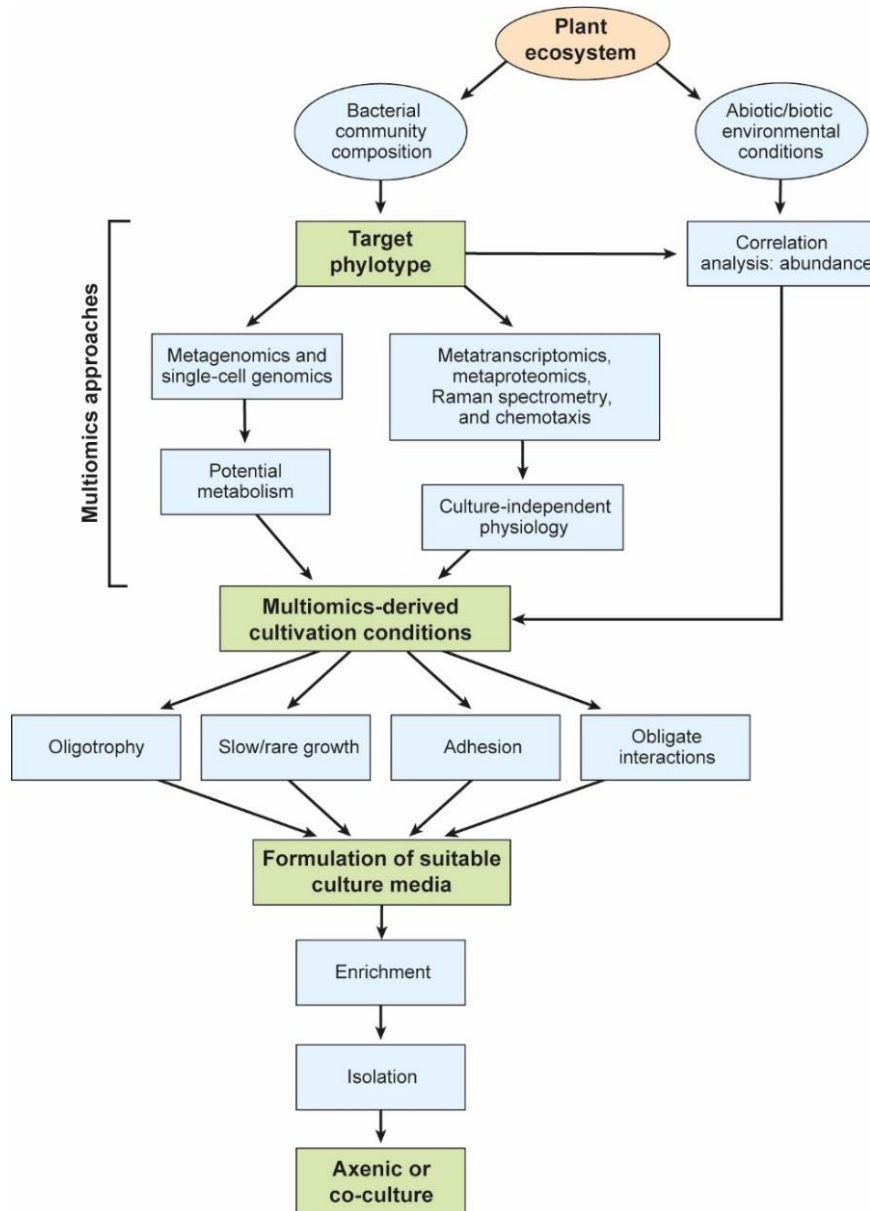 Plant
ecosystem
Bacterial
community
composition
Abiotic/biotic
environmental
conditions
Multiomics approaches
Target
phylotype
Correlation
analysis: abundance
Metagenomics and
single-cell genomics
Metatranscriptomics,
metaproteomics,
Raman spectrometry,
and chemotaxis
Potential
metabolism
Culture-independent
physiology
Multiomics-derived
cultivation conditions
Oligotrophy
Slow/rare growth
Adhesion
Obligate
interactions
Formulation of suitable
culture media
Enrichment
Isolation
Axenic or
co-culture